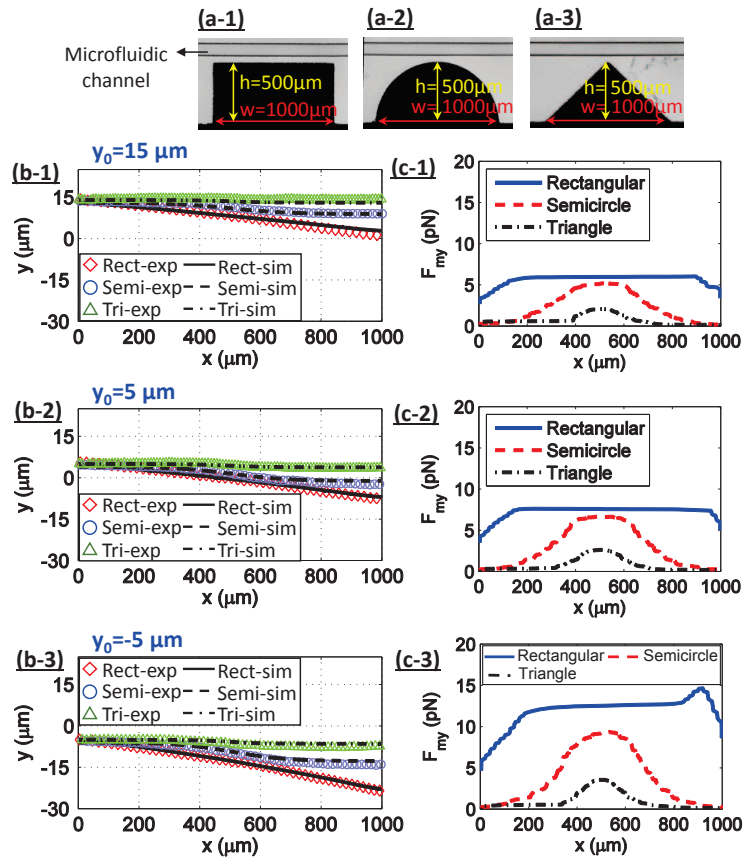 (a-1) (a-2) (a-3)
Microfluidic
channel
h=500µm
w=1000µm
h=500µm
w=1000µm
h=500µm
w=1000µm
(b-1)
y0=15 µm
15
0
-15
-30
y (µm)
0 200 400 600 800 1000
x (µm)
Rect-exp Rect-sim
Semi-exp Semi-sim
Tri-exp Tri-sim
(c-1)
20
15
10
5
0
Fmy (pN)
0 200 400 600 800 1000
x (µm)
Rectangular
Semicircle
Triangle
(b-2)
y0=5 µm
15
0
-15
-30
y (µm)
0 200 400 600 800 1000
x (µm)
Rect-exp Rect-sim
Semi-exp Semi-sim
Tri-exp Tri-sim
(c-2)
20
15
10
5
0
Fmy (pN)
0 200 400 600 800 1000
x (µm)
Rectangular
Semicircle
Triangle
(b-3)
y0=-5 µm
15
0
-15
-30
y (µm)
0 200 400 600 800 1000
x (µm)
Rect-exp Rect-sim
Semi-exp Semi-sim
Tri-exp Tri-sim
(c-3)
20
15
10
5
0
Fmy (pN)
0 200 400 600 800 1000
x (µm)
Rectangular Semicircle
Triangle